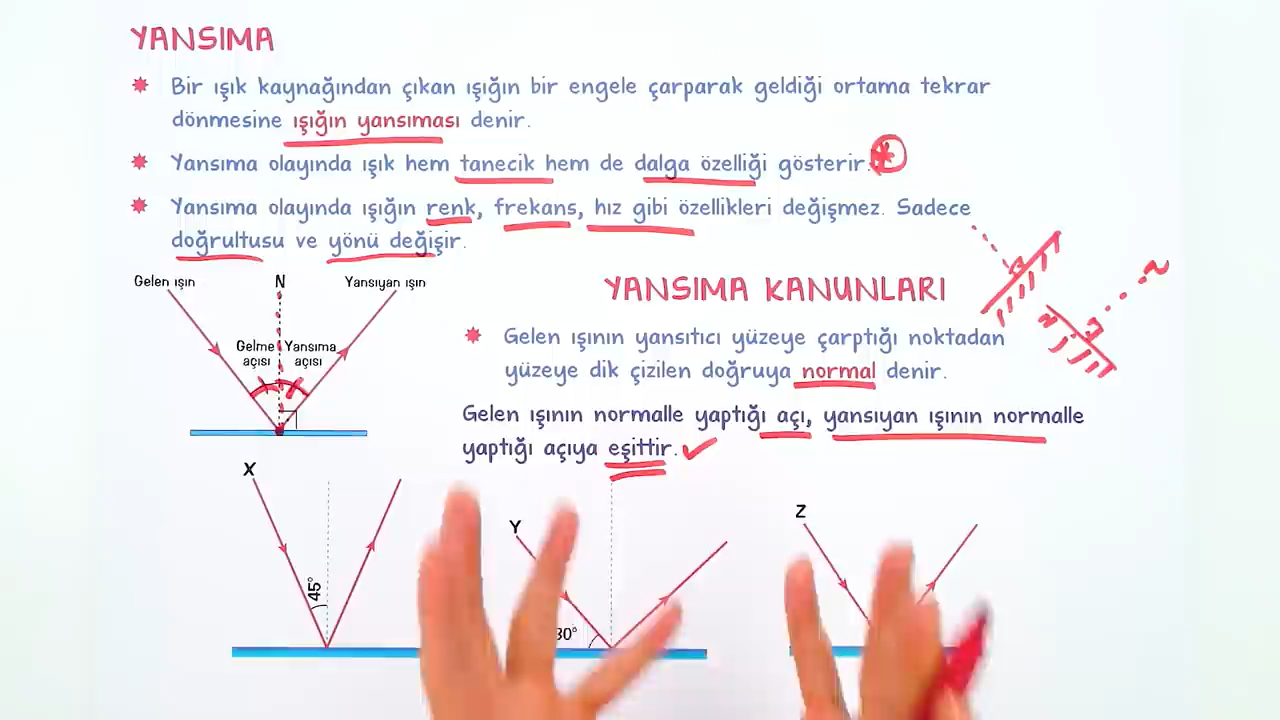 YANSIMA
Bir ışık kaynağından çıkan ışığın bir engele çarparak geldiği ortama tekrar
dönmesine ışığın yansıması denir.
Yansıma olayında ışık hem tanecik hem de dalga özelliği gösterir.
Yansıma olayında ışığın renk, frekans, hız gibi özellikleri değişmez. Sadece
doğrultusu ve yönü değişir.
Gelen ışın
N
Yansıyan ışın
Gelme
açısı
Yansıma
açısı
YANSIMA KANUNLARI
Gelen ışının yansıtıcı yüzeye çarptığı noktadan
yüzeye dik çizilen doğruya normal denir.
Gelen ışının normalle yaptığı açı, yansıyan ışının normalle
yaptığı açıya eşittir.
X
45°
Y
30°
Z